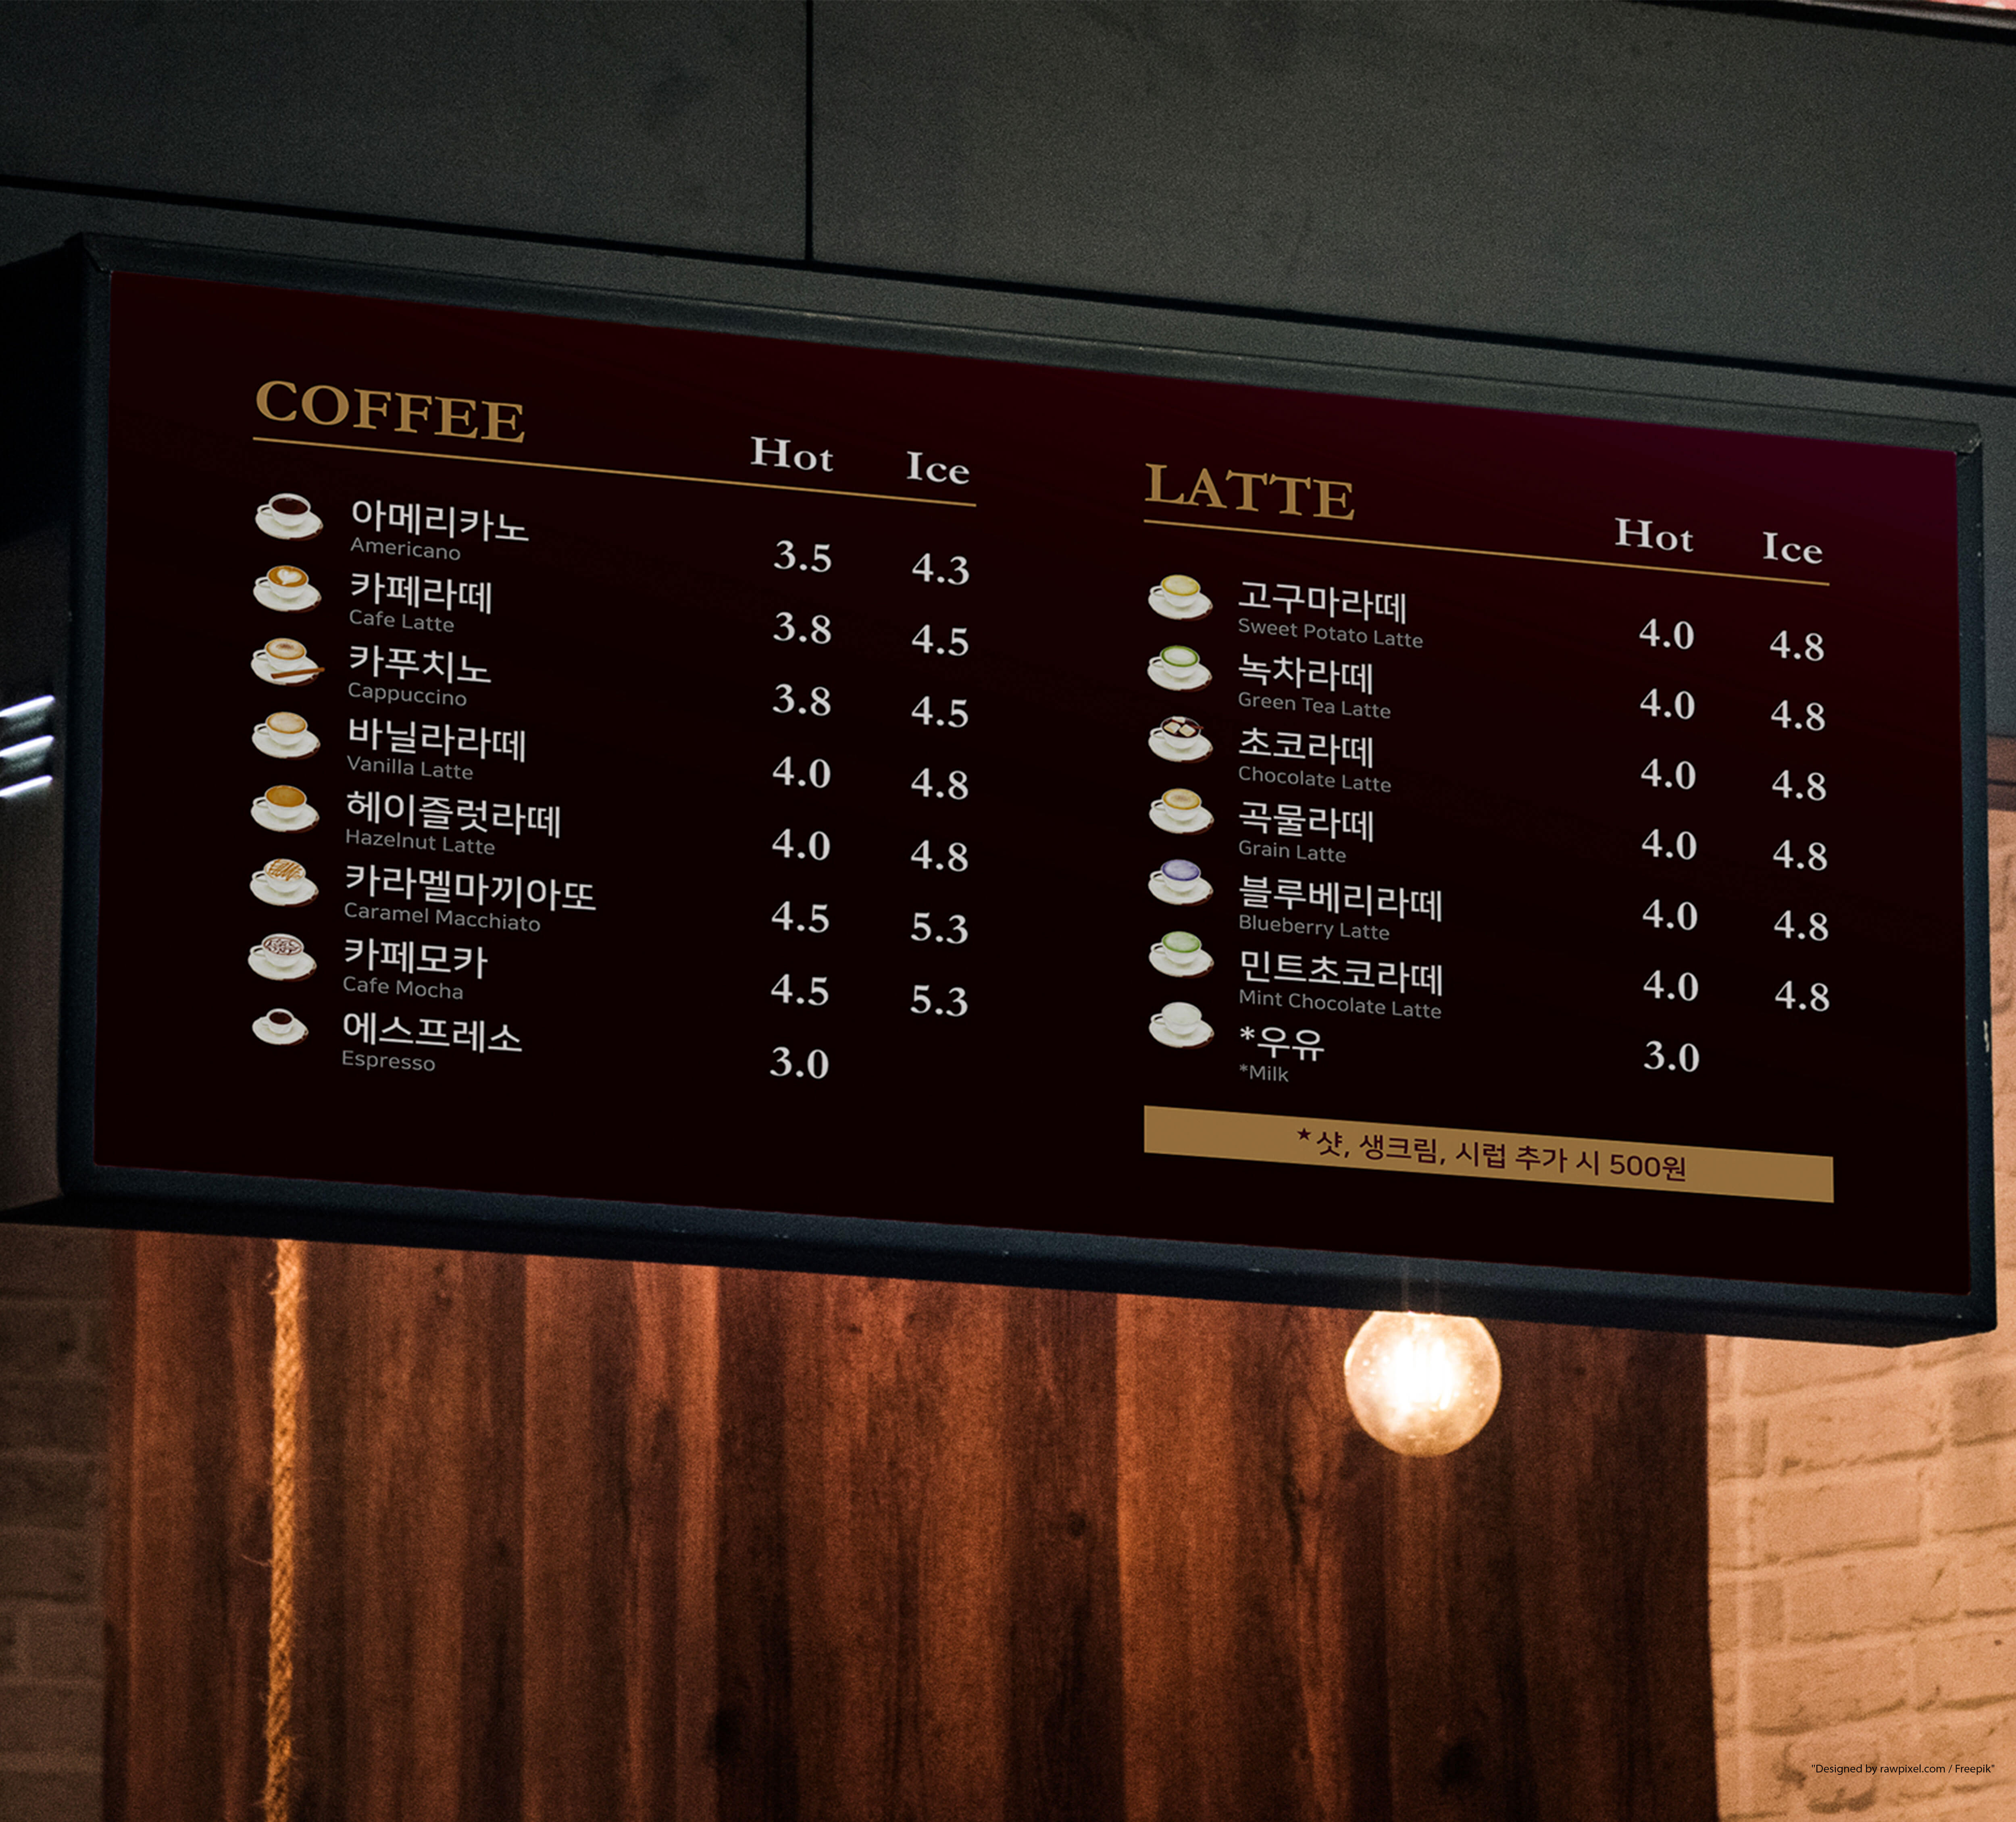 COFFEE Hot Ice
아메리카노 3.5 4.3
Americano
카페라떼 3.8 4.5
Cafe Latte
카푸치노 3.8 4.5
Cappuccino
바닐라라떼 4.0 4.8
Vanilla Latte
헤이즐럿라떼 4.0 4.8
Hazelnut Latte
카라멜마끼아또 4.5 5.3
Caramel Macchiato
카페모카 4.5 5.3
Cafe Mocha
에스프레소 3.0
Espresso
LATTE Hot Ice
고구마라떼 4.0 4.8
Sweet Potato Latte
녹차라떼 4.0 4.8
Green Tea Latte
초코라떼 4.0 4.8
Chocolate Latte
곡물라떼 4.0 4.8
Grain Latte
블루베리라떼 4.0 4.8
Blueberry Latte
민트초코라떼 4.0 4.8
Mint Chocolate Latte
*우유 3.0
*Milk
★샷, 생크림, 시럽 추가 시 500원
"Designed by rawpixel.com / Freepik"